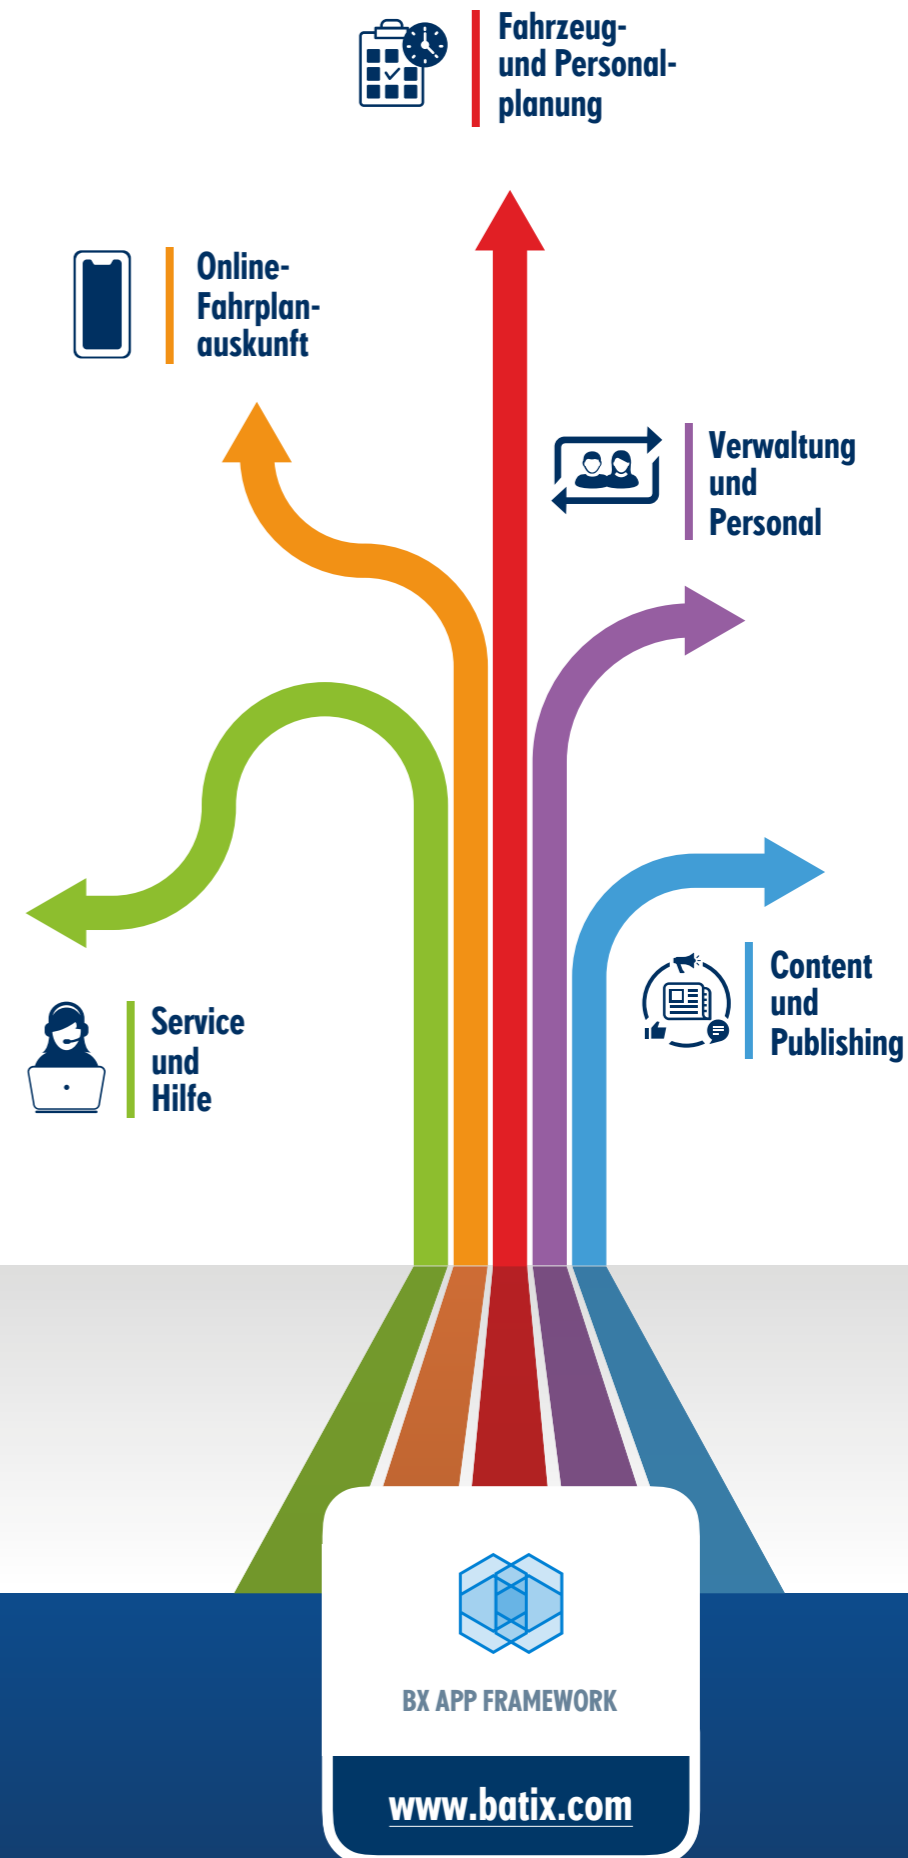 Fahrzeug-
und Personal-
planung
Online-
Fahrplan-
auskunft
Verwaltung
und
Personal
Content
und
Publishing
Service
und
Hilfe
BX APP FRAMEWORK
www.batix.com